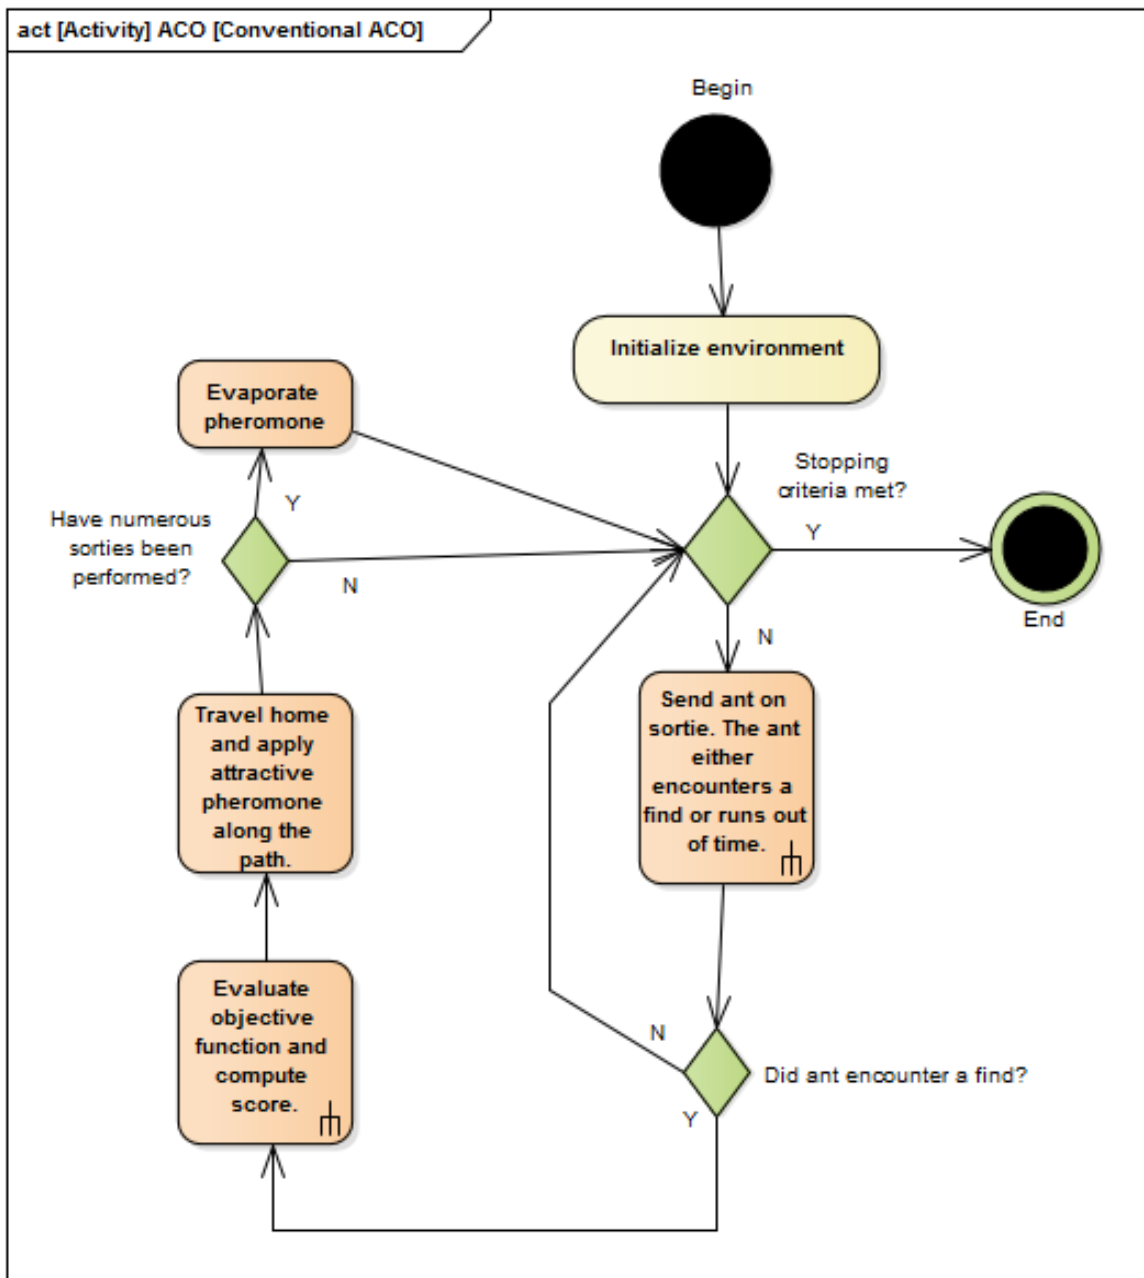 act [Activity] ACO [Conventional ACO]
Begin
Initialize environment
Evaporate
pheromone
Stopping
criteria met?
Y
Have numerous
sorties been
performed?
Y
N
End
N
Send ant on
sortie. The ant
either
encounters a
find or runs out
of time.
Travel home
and apply
attractive
pheromone
along the
path.
Evaluate
objective
function and
compute
score.
N
Did ant encounter a find?
Y